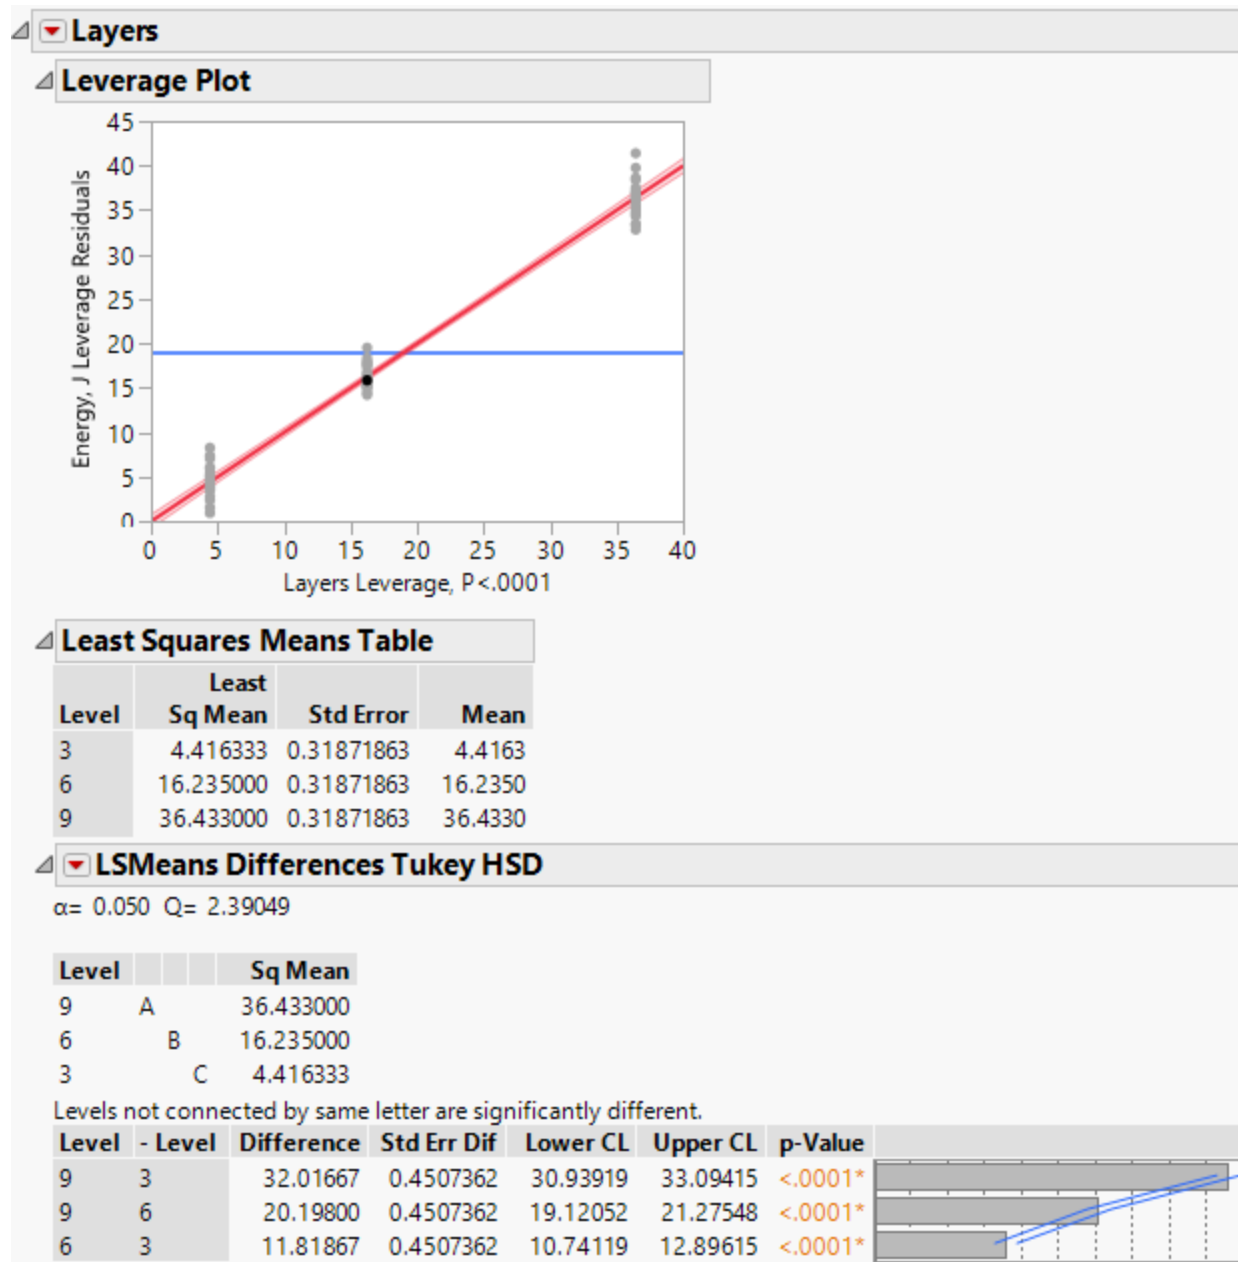 Layers
Leverage Plot
45
40
35
30
25
20
15
10
5
0
Energy, J Leverage Residuals
0 5 10 15 20 25 30 35 40
Layers Leverage, P<.0001
Least Squares Means Table
Least
Level Sq Mean Std Error Mean
3 4.416333 0.31871863 4.4163
6 16.235000 0.31871863 16.2350
9 36.433000 0.31871863 36.4330
LSMeans Differences Tukey HSD
α= 0.050 Q= 2.39049
Level Sq Mean
9 A 36.433000
6 B 16.235000
3 C 4.416333
Levels not connected by same letter are significantly different.
Level - Level Difference Std Err Dif Lower CL Upper CL p-Value
9 3 32.01667 0.4507362 30.93919 33.09415 <.0001*
9 6 20.19800 0.4507362 19.12052 21.27548 <.0001*
6 3 11.81867 0.4507362 10.74119 12.89615 <.0001*